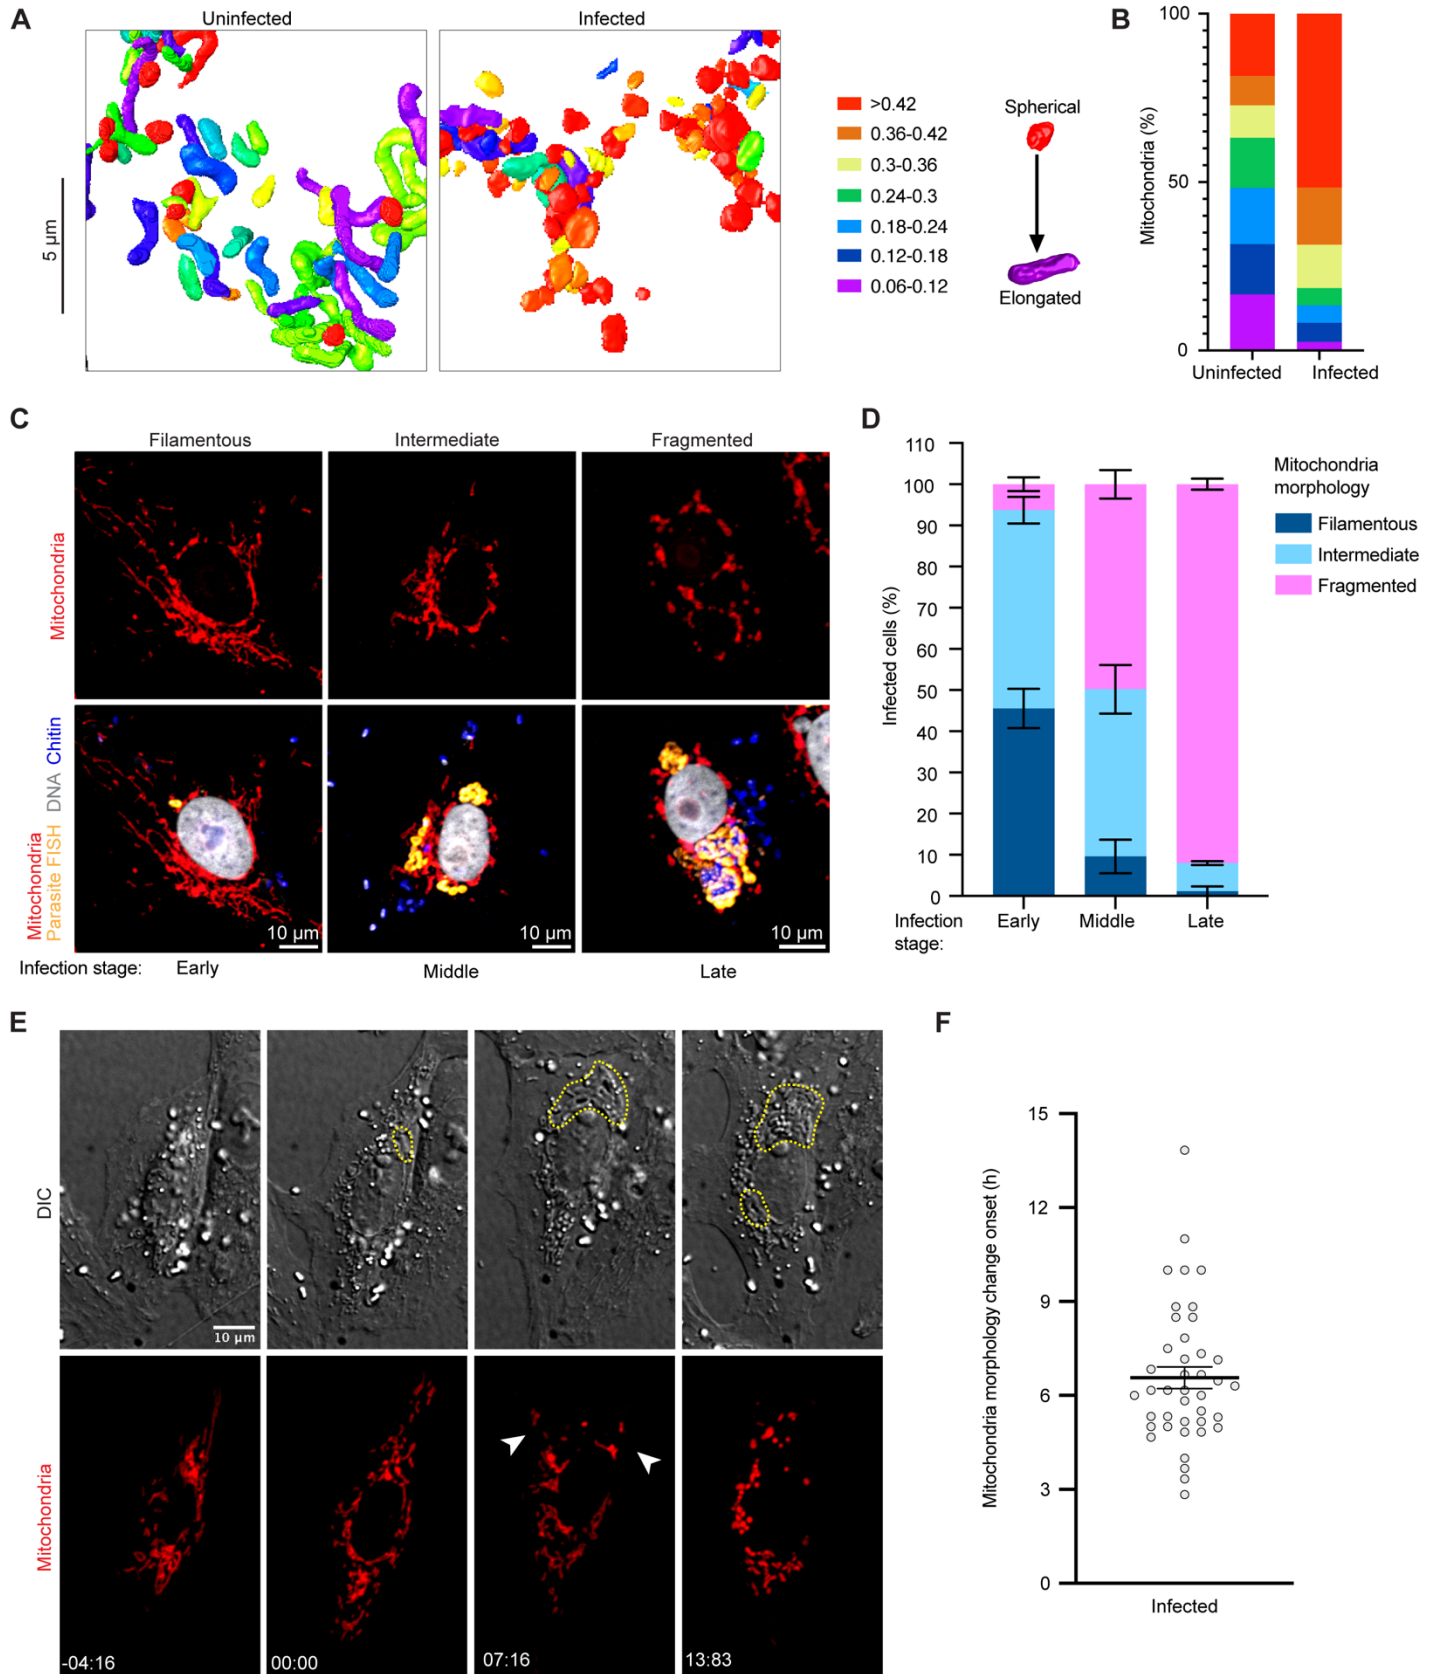 A
Uninfected
Infected
5 µm
>0.42
0.36-0.42
0.3-0.36
0.24-0.3
0.18-0.24
0.12-0.18
0.06-0.12
Spherical
Elongated
B
Mitochondria (%)
100
50
0
Uninfected
Infected
C
Filamentous
Intermediate
Fragmented
Mitochondria
Mitochondria
Parasite FISH DNA Chitin
10 µm
10 µm
10 µm
Infection stage:
Early
Middle
Late
D
Infected cells (%)
110
100
90
80
70
60
50
40
30
20
10
0
Infection
stage:
Early
Middle
Late
Mitochondria
morphology
Filamentous
Intermediate
Fragmented
E
DIC
10 µm
Mitochondria
-04:16
00:00
07:16
13:83
F
Mitochondria morphology change onset (h)
15
12
9
6
3
0
Infected